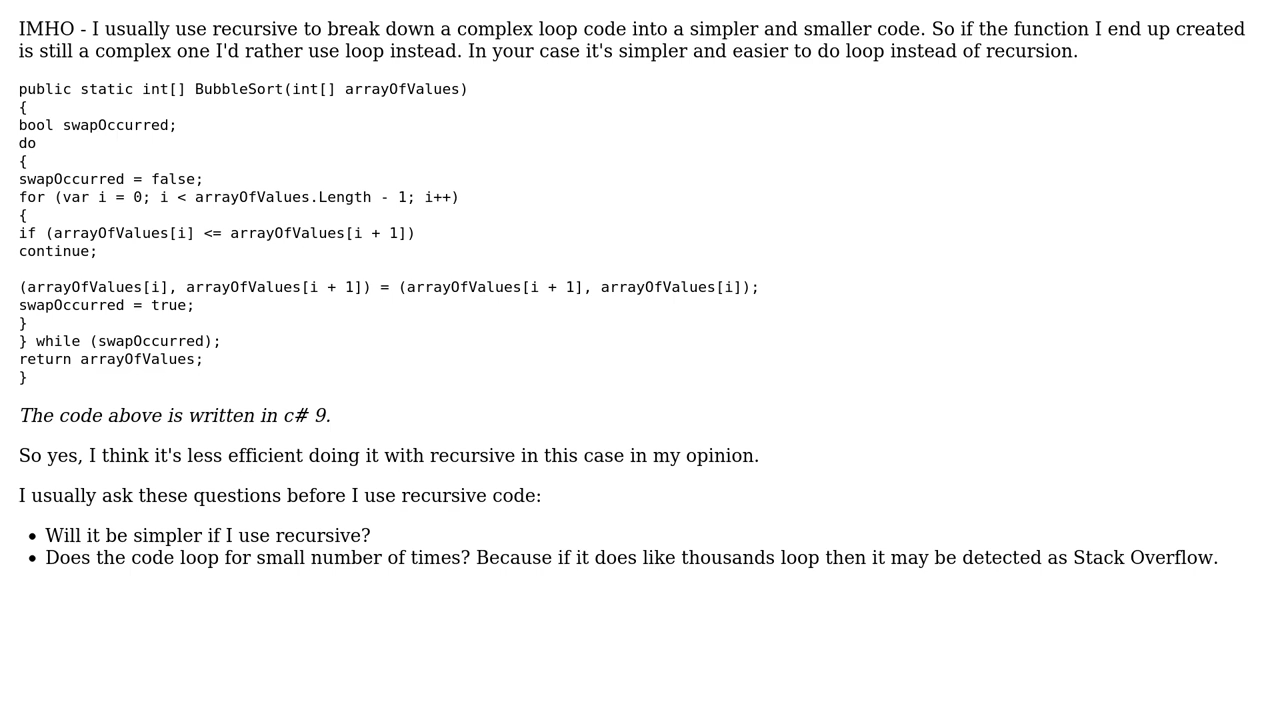 IMHO - I usually use recursive to break down a complex loop code into a simpler and smaller code. So if the function I end up created
is still a complex one I'd rather use loop instead. In your case it's simpler and easier to do loop instead of recursion.
public static int[] BubbleSort(int[] arrayOfValues)
{
bool swapOccurred;
do
{
swapOccurred = false;
for (var i = 0; i < arrayOfValues.Length - 1; i++)
{
if (arrayOfValues[i] <= arrayOfValues[i + 1])
continue;
(arrayOfValues[i], arrayOfValues[i + 1]) = (arrayOfValues[i + 1], arrayOfValues[i]);
swapOccurred = true;
}
} while (swapOccurred);
return arrayOfValues;
}
The code above is written in c# 9.
So yes, I think it's less efficient doing it with recursive in this case in my opinion.
I usually ask these questions before I use recursive code:
• Will it be simpler if I use recursive?
• Does the code loop for small number of times? Because if it does like thousands loop then it may be detected as Stack Overflow.